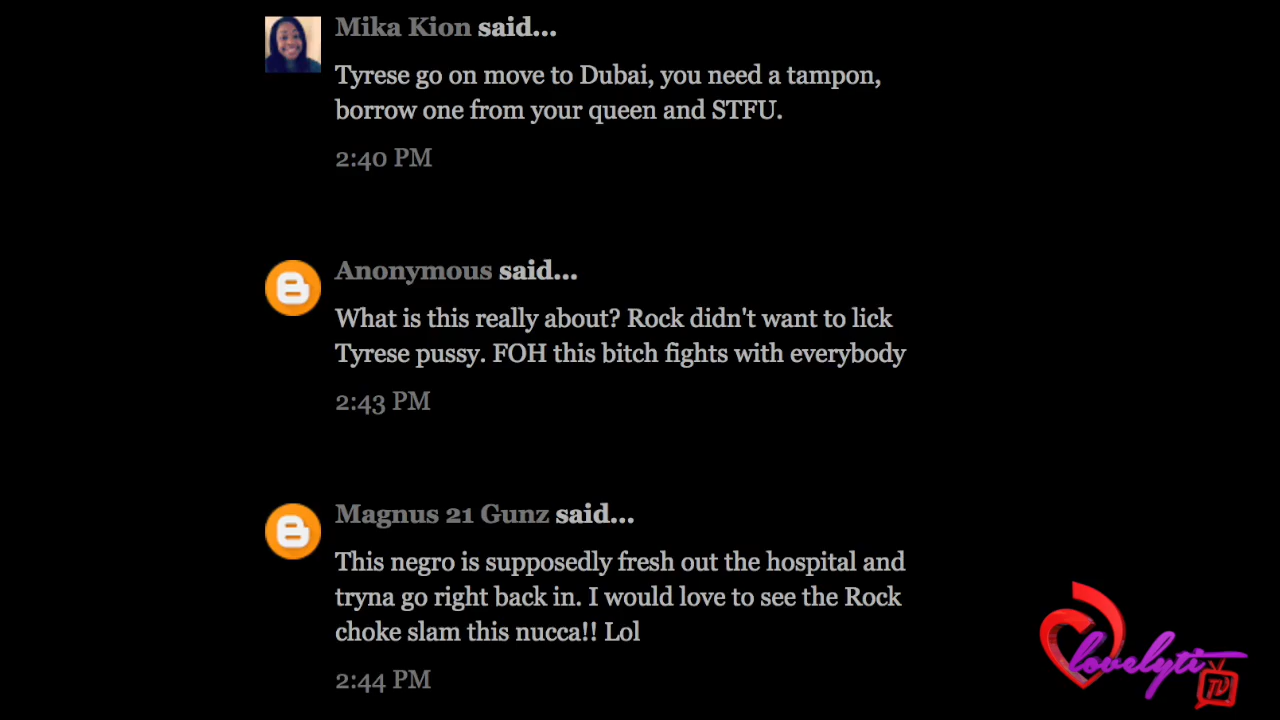 Mika Kion said...
Tyrese go on move to Dubai, you need a tampon,
borrow one from your queen and STFU.
2:40 PM
Anonymous said...
What is this really about? Rock didn't want to lick
Tyrese pussy. FOH this bitch fights with everybody
2:43 PM
Magnus 21 Gunz said...
This negro is supposedly fresh out the hospital and
tryna go right back in. I would love to see the Rock
choke slam this nucca!! Lol
2:44 PM
lovelyti
TV